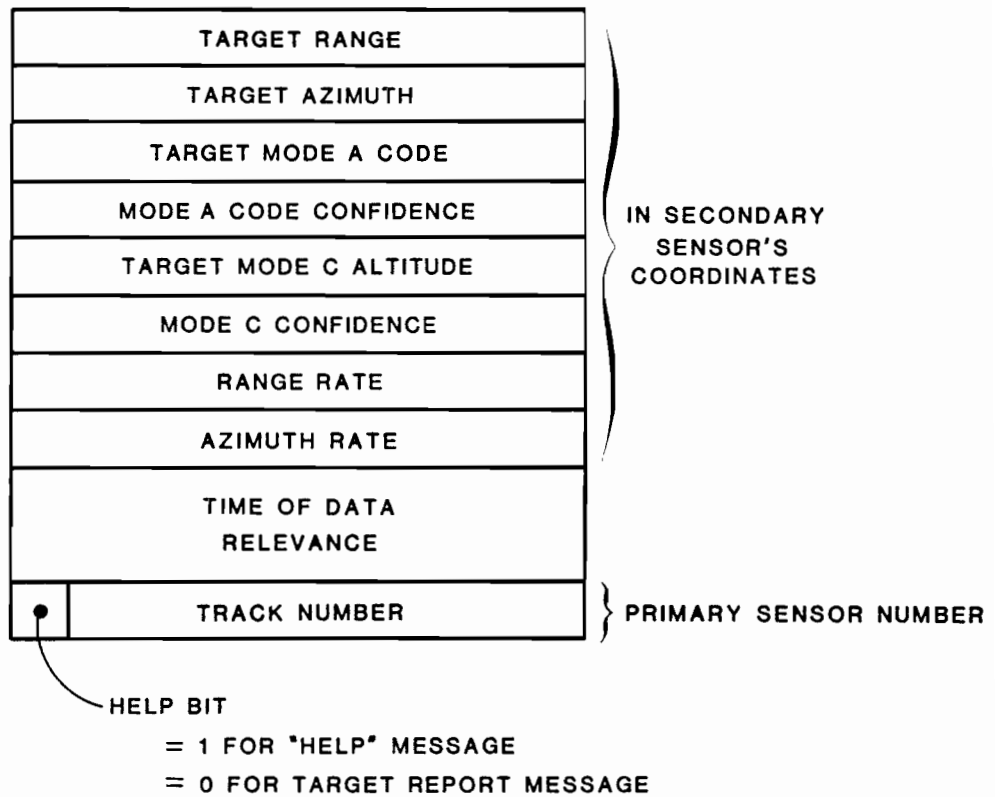 TARGET RANGE
TARGET AZIMUTH
TARGET MODE A CODE
MODE A CODE CONFIDENCE
TARGET MODE C ALTITUDE
MODE C CONFIDENCE
RANGE RATE
AZIMUTH RATE
IN SECONDARY
SENSOR'S
COORDINATES
TIME OF DATA
RELEVANCE
TRACK NUMBER
PRIMARY SENSOR NUMBER
HELP BIT
= 1 FOR "HELP" MESSAGE
= 0 FOR TARGET REPORT MESSAGE